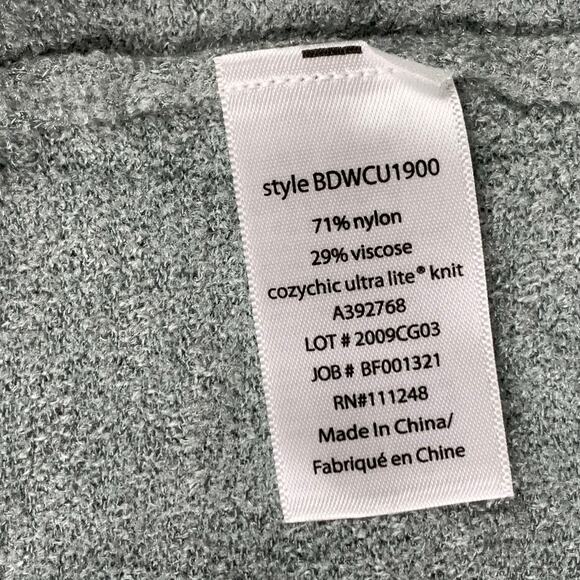 style BDWCU1900
71% nylon
29% viscose
cozychic ultra lite® knit
A392768
LOT # 2009CG03
JOB # BF001321
RN#111248
Made In China/
Fabriqué en Chine